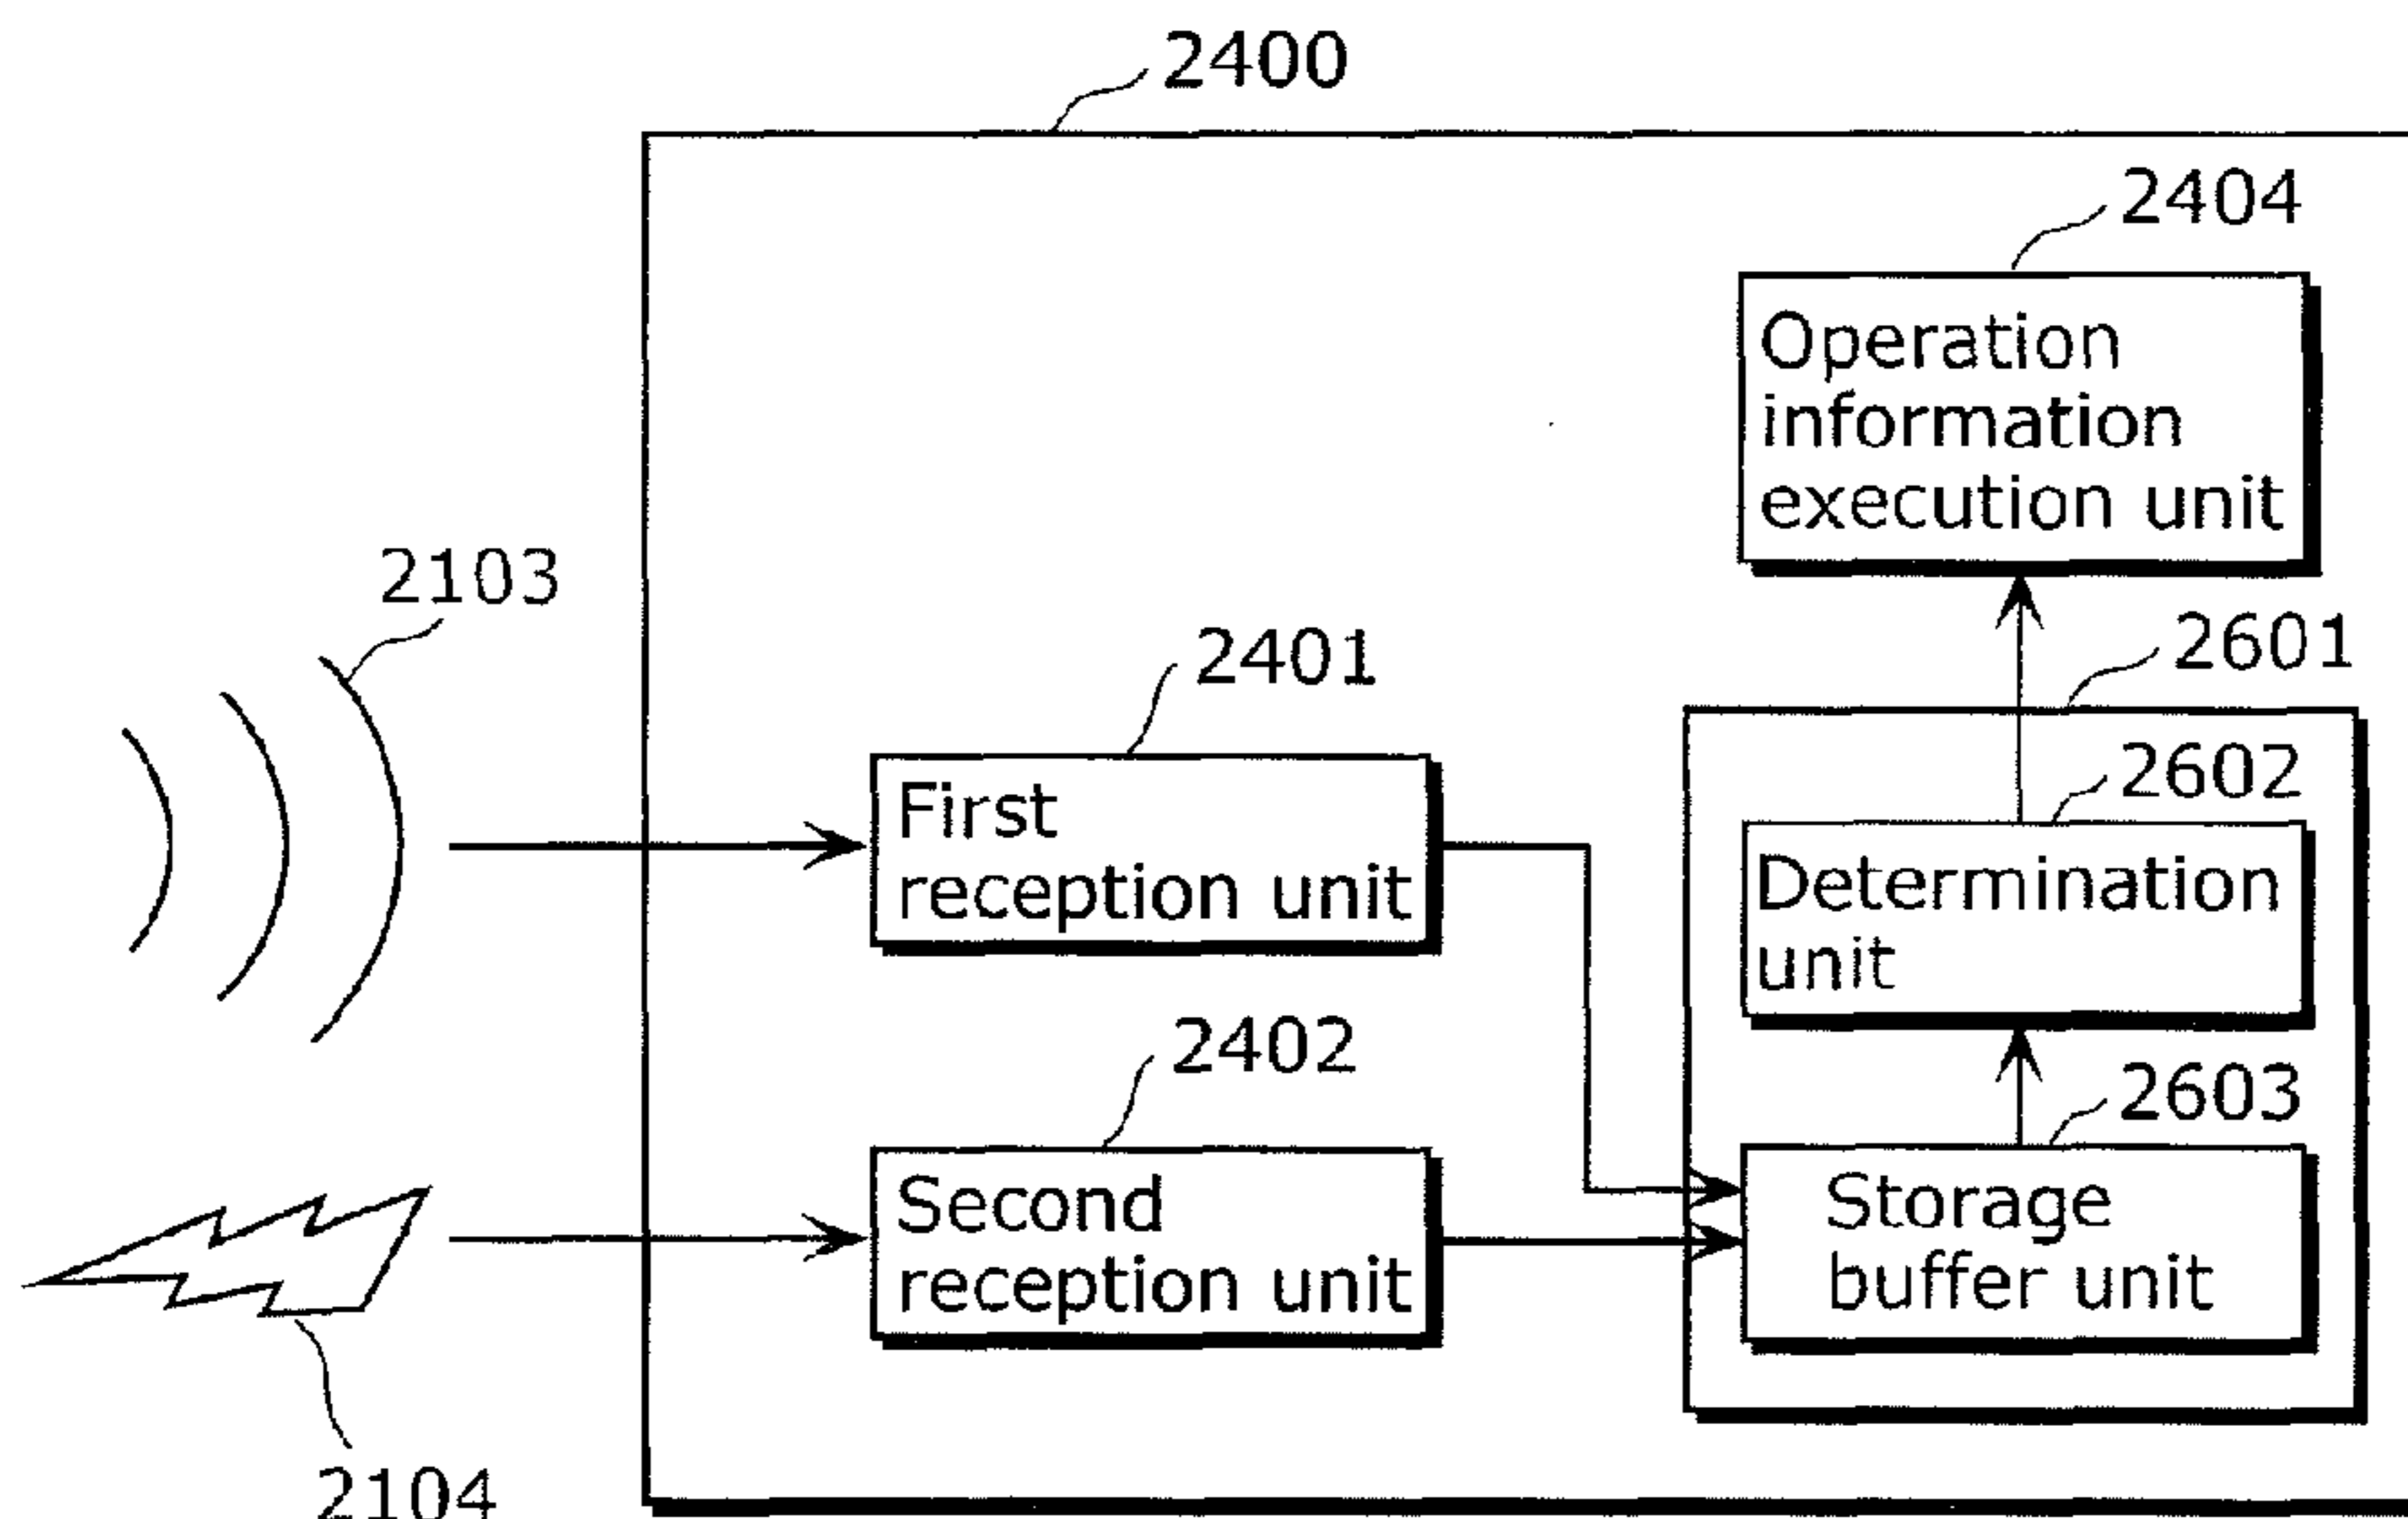 2400
2404
Operation
information
execution unit
2103
2401
2601
First
reception unit
2602
Determination
unit
2402
2603
Second
reception unit
Storage
buffer unit
2104